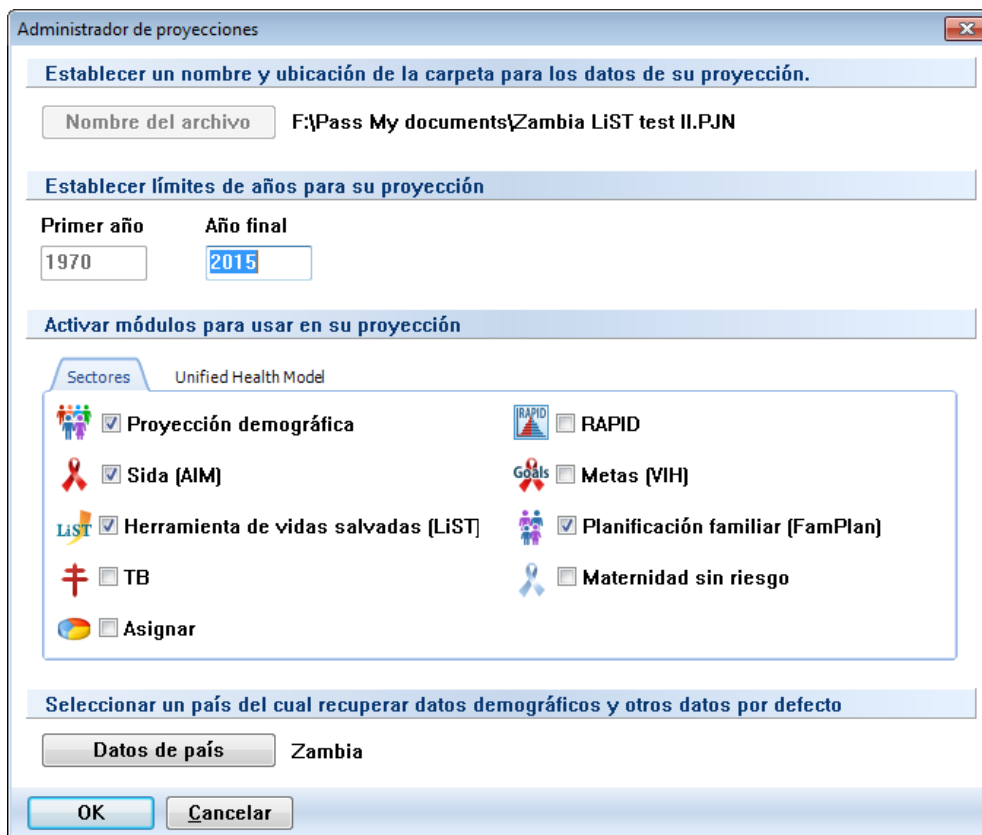 Administrador de proyecciones
Establecer un nombre y ubicación de la carpeta para los datos de su proyección.
Nombre del archivo F:\Pass My documents\Zambia LiST test II.PJN
Establecer límites de años para su proyección
Primer año Año final
1970 2015
Activar módulos para usar en su proyección
Sectores Unified Health Model
Proyección demográfica RAPID RAPID
Sida (AIM) Goals Metas (VIH)
LiST Herramienta de vidas salvadas (LiST) Planificación familiar (FamPlan)
TB Maternidad sin riesgo
Asignar
Seleccionar un país del cual recuperar datos demográficos y otros datos por defecto
Datos de país Zambia
OK Cancelar